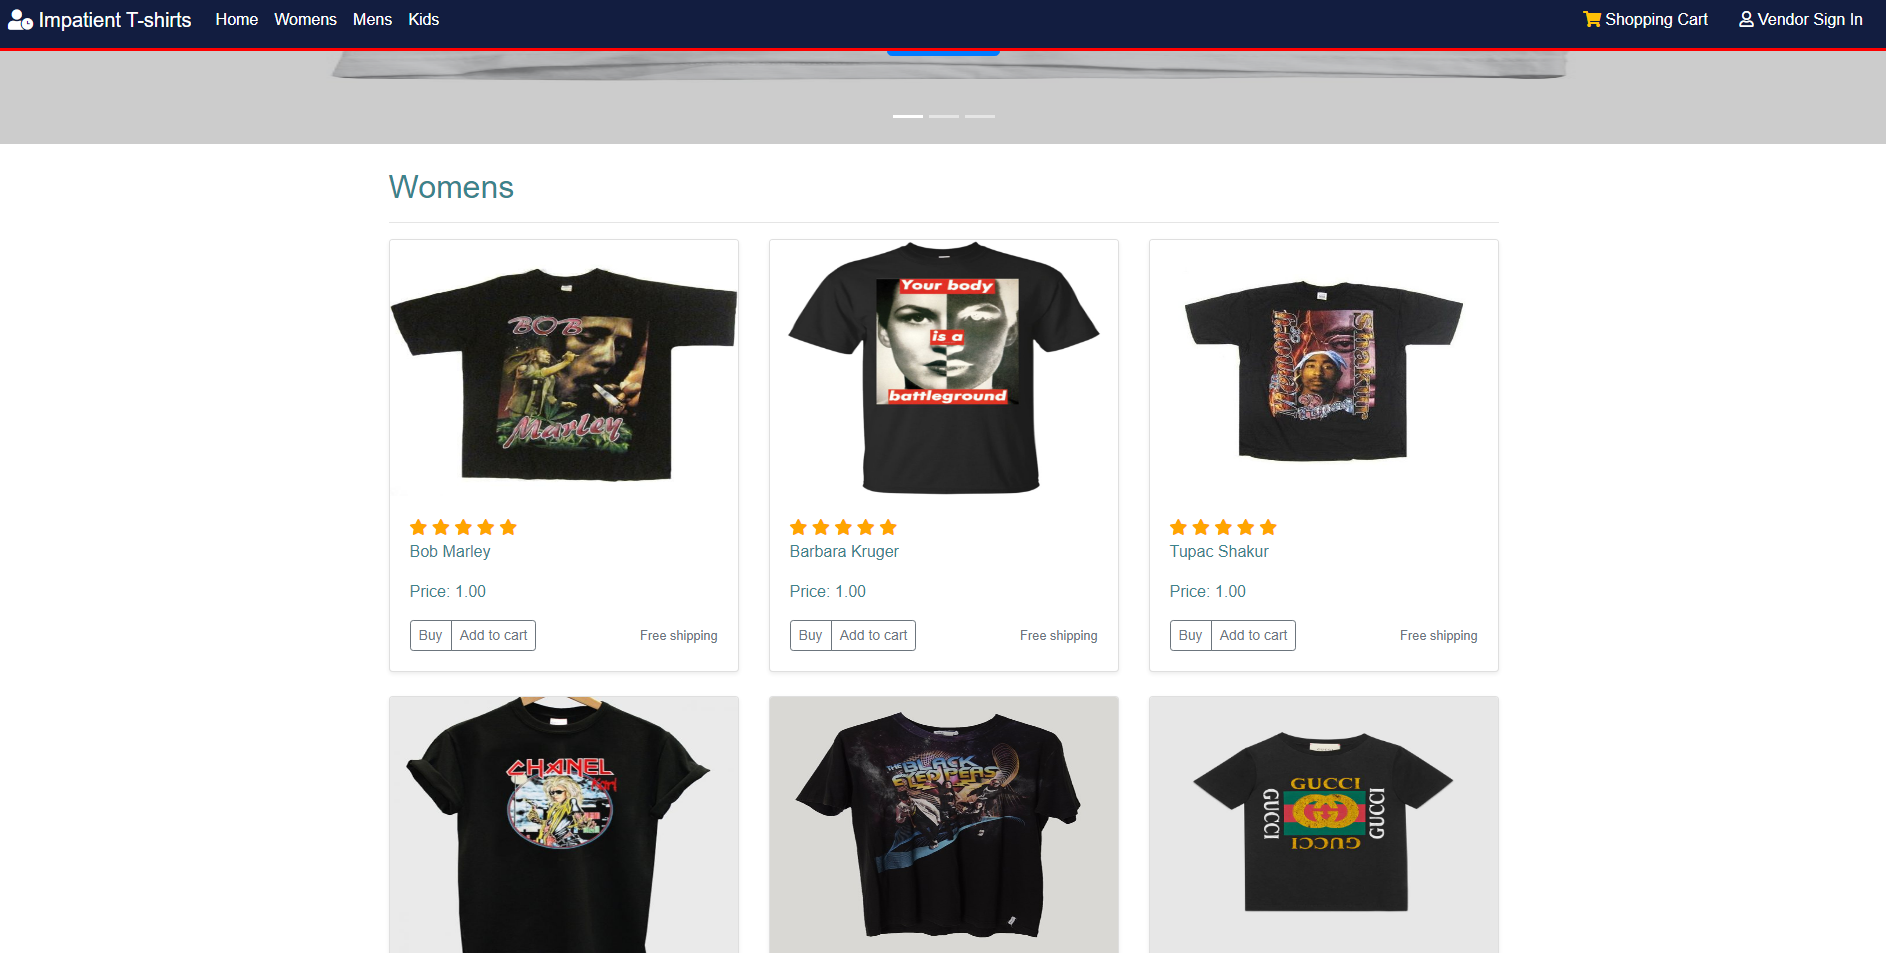 Impatient T-shirts Home Womens Mens Kids Shopping Cart Vendor Sign In
Womens
BOB
Marley
Your body
is a
battleground
Shakur
Bob Marley
Price: 1.00
Buy Add to cart Free shipping
Barbara Kruger
Price: 1.00
Buy Add to cart Free shipping
Tupac Shakur
Price: 1.00
Buy Add to cart Free shipping
CHANEL
THE BLACK
EYED PEAS
GUCCI
GUCCI
GUCCI
GUCCI